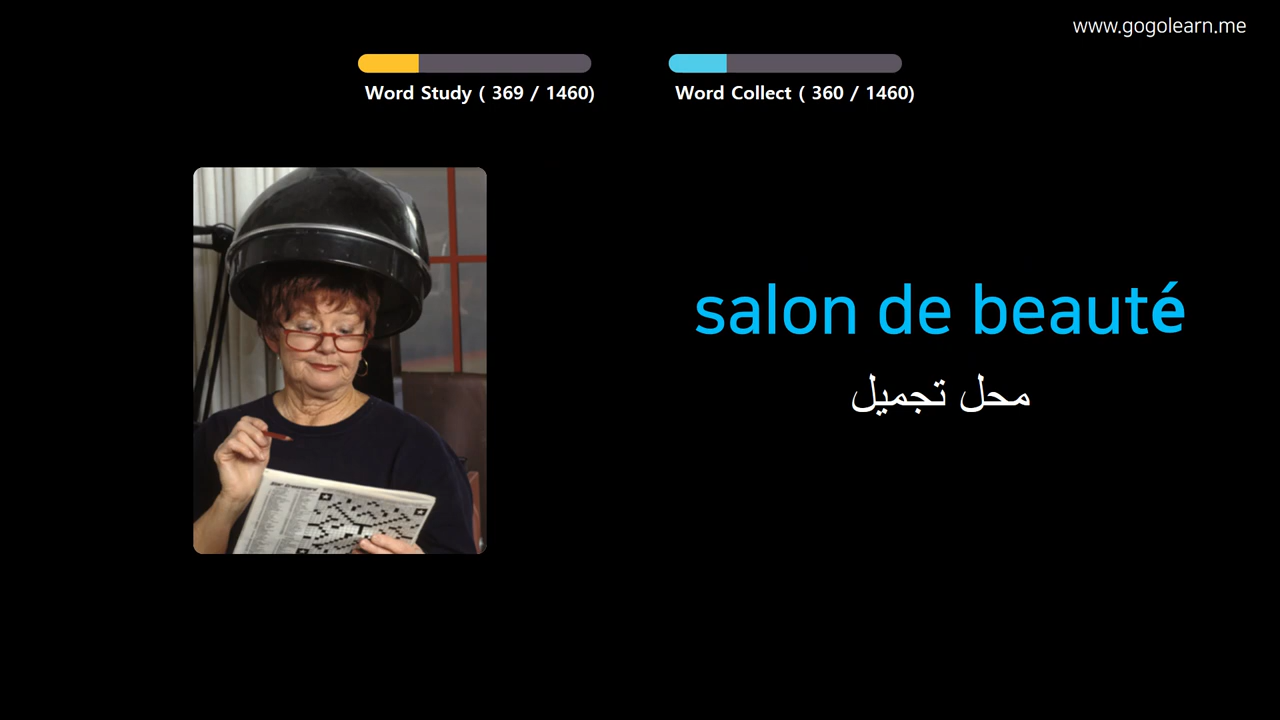 www.gogolearn.me
Word Study ( 369 / 1460)
Word Collect ( 360 / 1460)
salon de beauté
محل تجميل